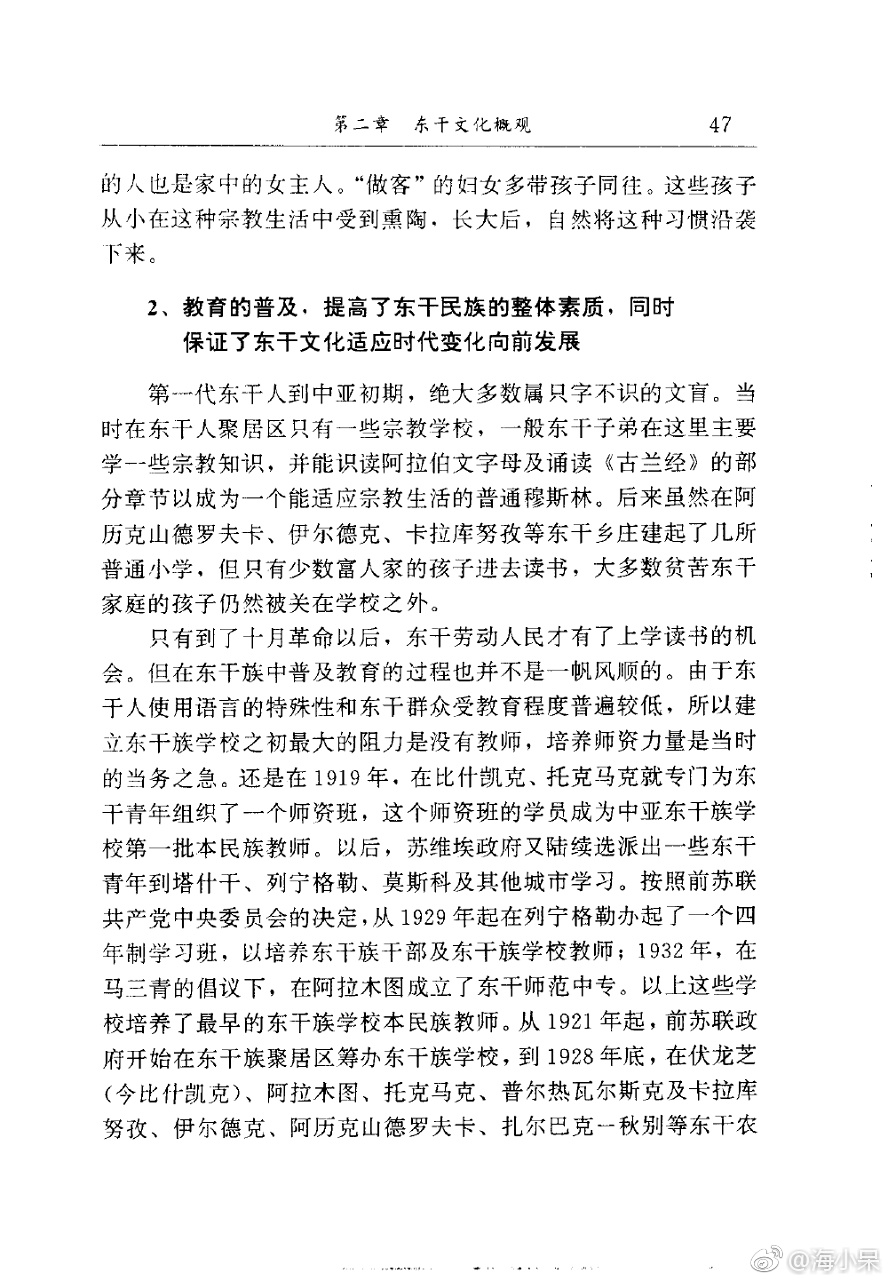 第二章 东干文化概观 47
的人也是家中的女主人。“做客”的妇女多带孩子同往。这些孩子
从小在这种宗教生活中受到熏陶，长大后，自然将这种习惯沿袭
下来。
2、教育的普及，提高了东干民族的整体素质，同时
保证了东干文化适应时代变化向前发展
第一代东干人到中亚初期，绝大多数属只字不识的文盲。当
时在东干人聚居区只有一些宗教学校，一般东干子弟在这里主要
学一些宗教知识，并能识读阿拉伯文字母及诵读《古兰经》的部
分章节以成为一个能适应宗教生活的普通穆斯林。后来虽然在阿
历克山德罗夫卡、伊尔德克、卡拉库努孜等东干乡庄建起了几所
普通小学，但只有少数富人家的孩子进去读书，大多数贫苦东干
家庭的孩子仍然被关在学校之外。
只有到了十月革命以后，东干劳动人民才有了上学读书的机
会。但在东干族中普及教育的过程也并不是一帆风顺的。由于东
干人使用语言的特殊性和东干群众受教育程度普遍较低，所以建
立东干族学校之初最大的阻力是没有教师，培养师资力量是当时
的当务之急。还是在1919年，在比什凯克、托克马克就专门为东
干青年组织了一个师资班，这个师资班的学员成为中亚东干族学
校第一批本民族教师。以后，苏维埃政府又陆续选派出一些东干
青年到塔什干、列宁格勒、莫斯科及其他城市学习。按照前苏联
共产党中央委员会的决定，从1929年起在列宁格勒办起了一个四
年制学习班，以培养东干族干部及东干族学校教师；1932年，在
马三青的倡议下，在阿拉木图成立了东干师范中专。以上这些学
校培养了最早的东干族学校本民族教师。从1921年起，前苏联政
府开始在东干族聚居区筹办东干族学校，到1928年底，在伏龙芝
（今比什凯克）、阿拉木图、托克马克、普尔热瓦尔斯克及卡拉库
努孜、伊尔德克、阿历克山德罗夫卡、扎尔巴克－秋别等东干农
@海小呆